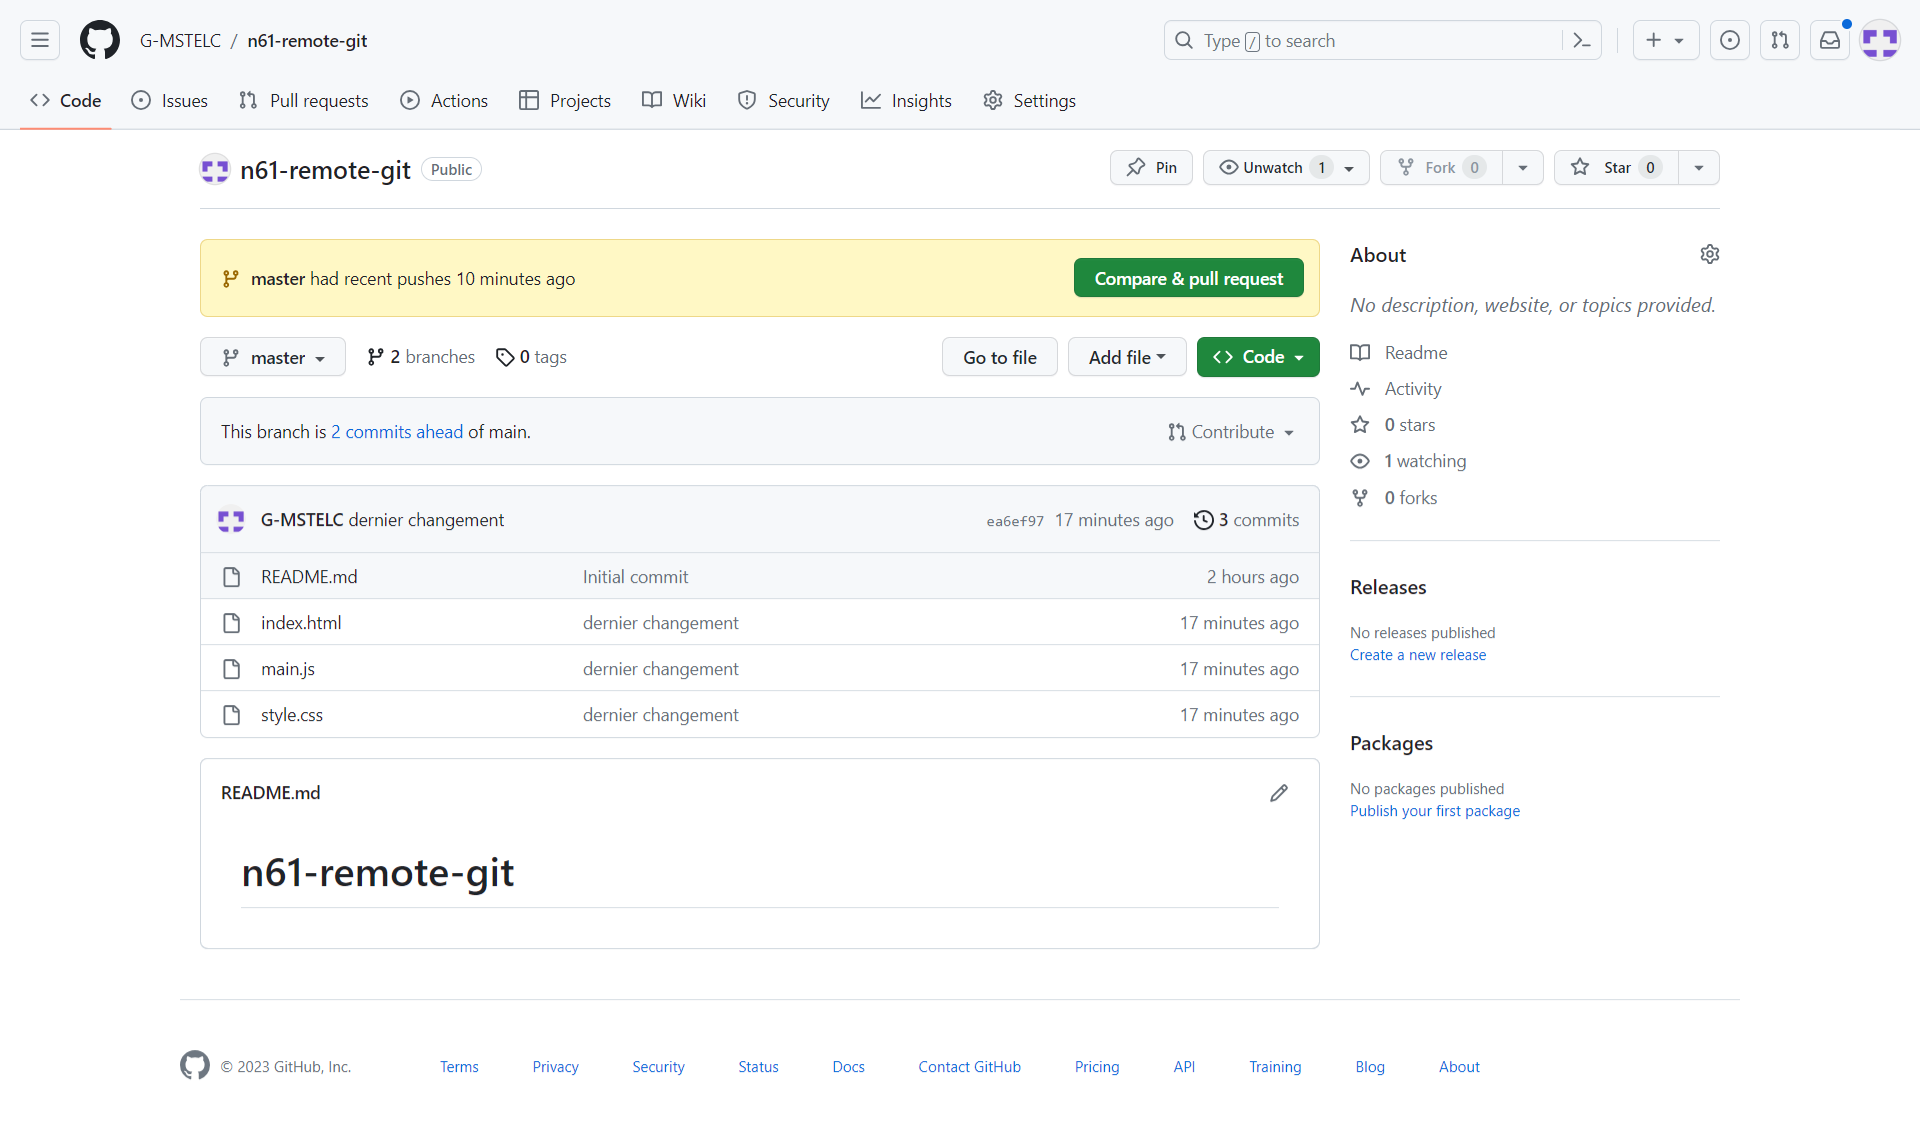 G-MSTELC / n61-remote-git
Type / to search
Code Issues Pull requests Actions Projects Wiki Security Insights Settings
n61-remote-git Public
Pin Unwatch 1 Fork 0 Star 0
master had recent pushes 10 minutes ago Compare & pull request
master 2 branches 0 tags Go to file Add file Code
This branch is 2 commits ahead of main. Contribute
G-MSTELC dernier changement ea6ef97 17 minutes ago 3 commits
README.md Initial commit 2 hours ago
index.html dernier changement 17 minutes ago
main.js dernier changement 17 minutes ago
style.css dernier changement 17 minutes ago
README.md
n61-remote-git
About
No description, website, or topics provided.
Readme
Activity
0 stars
1 watching
0 forks
Releases
No releases published
Create a new release
Packages
No packages published
Publish your first package
© 2023 GitHub, Inc. Terms Privacy Security Status Docs Contact GitHub Pricing API Training Blog About